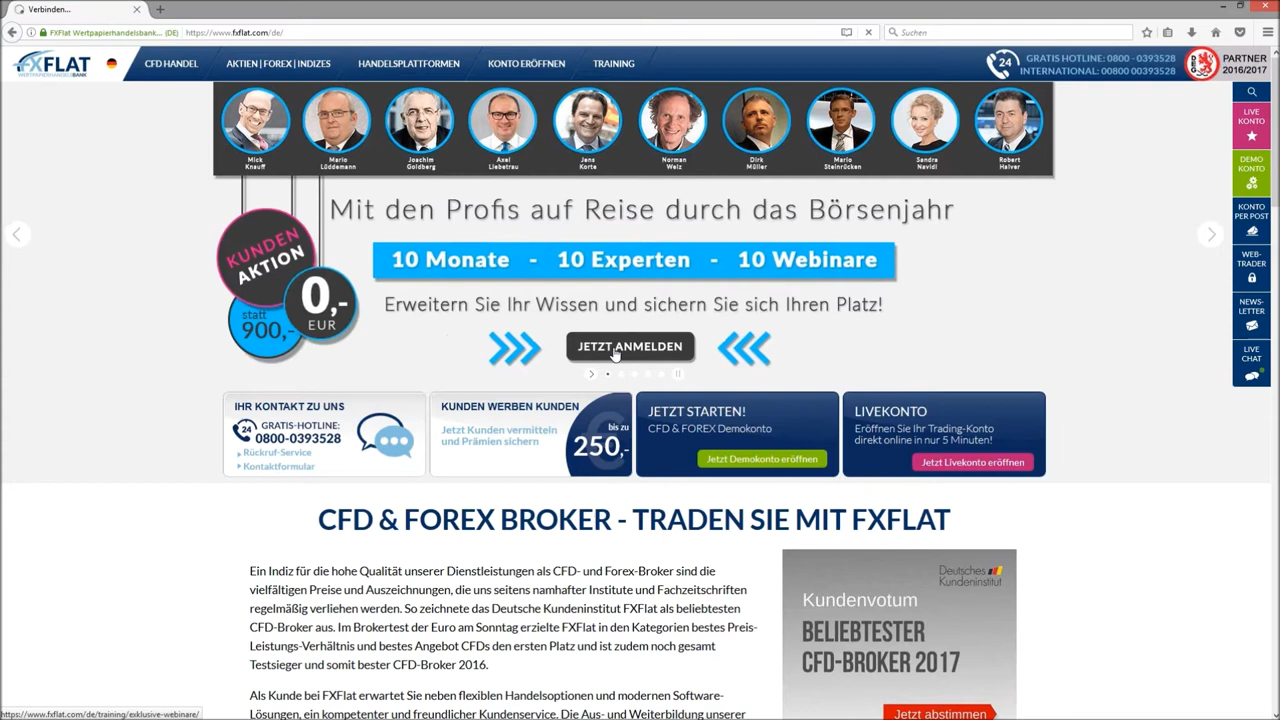 Verbinden...
FXFlat Wertpapierhandelsbank... (DE)
https://www.fxflat.com/de/
Suchen
FXFLAT
WERTPAPIERHANDELSBANK
CFD HANDEL
AKTIEN | FOREX | INDIZES
HANDELSPLATTFORMEN
KONTO ERÖFFNEN
TRAINING
24
GRATIS HOTLINE: 0800 - 0393528
INTERNATIONAL: 00800 00393528
PARTNER
2016/2017
Mick
Knauff
Mario
Lüddemann
Joachim
Goldberg
Axel
Liebetrau
Jens
Korte
Norman
Welz
Dirk
Müller
Mario
Steinrücken
Sandra
Navidi
Robert
Halver
LIVE
KONTO
DEMO
KONTO
KONTO
PER POST
WEB-
TRADER
NEWS-
LETTER
LIVE
CHAT
Mit den Profis auf Reise durch das Börsenjahr
KUNDEN
AKTION
10 Monate - 10 Experten - 10 Webinare
0,-
EUR
statt
900,-
Erweitern Sie Ihr Wissen und sichern Sie sich Ihren Platz!
JETZT ANMELDEN
IHR KONTAKT ZU UNS
24
GRATIS-HOTLINE:
0800-0393528
Rückruf-Service
Kontaktformular
KUNDEN WERBEN KUNDEN
Jetzt Kunden vermitteln
und Prämien sichern
bis zu
250,-
JETZT STARTEN!
CFD & FOREX Demokonto
Jetzt Demokonto eröffnen
LIVEKONTO
Eröffnen Sie Ihr Trading-Konto
direkt online in nur 5 Minuten!
Jetzt Livekonto eröffnen
CFD & FOREX BROKER - TRADEN SIE MIT FXFLAT
Ein Indiz für die hohe Qualität unserer Dienstleistungen als CFD- und Forex-Broker sind die
vielfältigen Preise und Auszeichnungen, die uns seitens namhafter Institute und Fachzeitschriften
regelmäßig verliehen werden. So zeichnete das Deutsche Kundeninstitut FXFlat als beliebtesten
CFD-Broker aus. Im Brokertest der Euro am Sonntag erzielte FXFlat in den Kategorien bestes Preis-
Leistungs-Verhältnis und bestes Angebot CFDs den ersten Platz und ist zudem noch gesamt
Testsieger und somit bester CFD-Broker 2016.
Als Kunde bei FXFlat erwartet Sie neben flexiblen Handelsoptionen und modernen Software-
Lösungen, ein kompetenter und freundlicher Kundenservice. Die Aus- und Weiterbildung unserer
Deutsches
Kundeninstitut
Kundenvotum
BELIEBTESTER
CFD-BROKER 2017
Jetzt abstimmen
https://www.fxflat.com/de/training/exklusive-webinare/